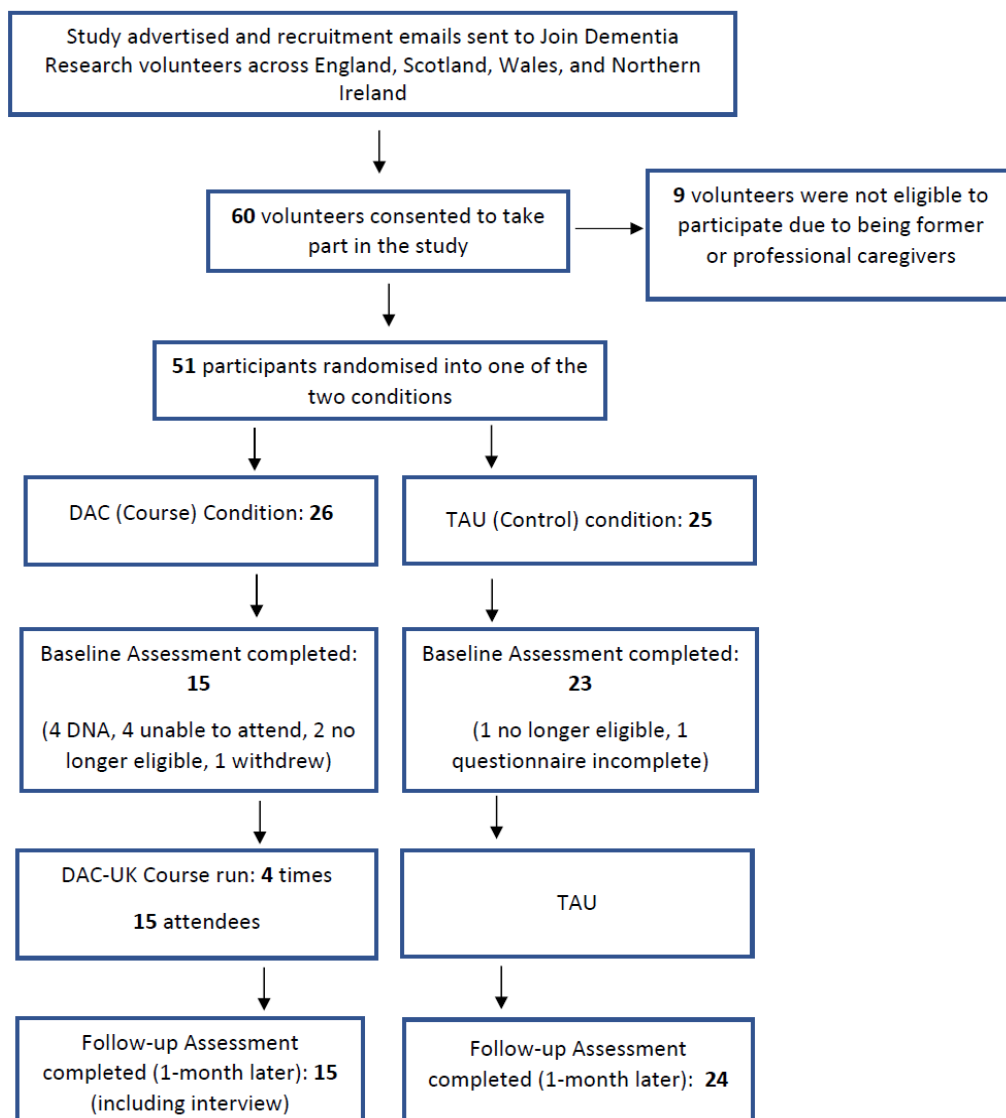 Study advertised and recruitment emails sent to Join Dementia
Research volunteers across England, Scotland, Wales, and Northern
Ireland
60 volunteers consented to take
part in the study
9 volunteers were not eligible to
participate due to being former
or professional caregivers
51 participants randomised into one of the
two conditions
DAC (Course) Condition: 26
TAU (Control) condition: 25
Baseline Assessment completed:
15
(4 DNA, 4 unable to attend, 2 no
longer eligible, 1 withdrew)
Baseline Assessment completed:
23
(1 no longer eligible, 1
questionnaire incomplete)
DAC-UK Course run: 4 times
15 attendees
TAU
Follow-up Assessment
completed (1-month later): 15
(including interview)
Follow-up Assessment
completed (1-month later): 24